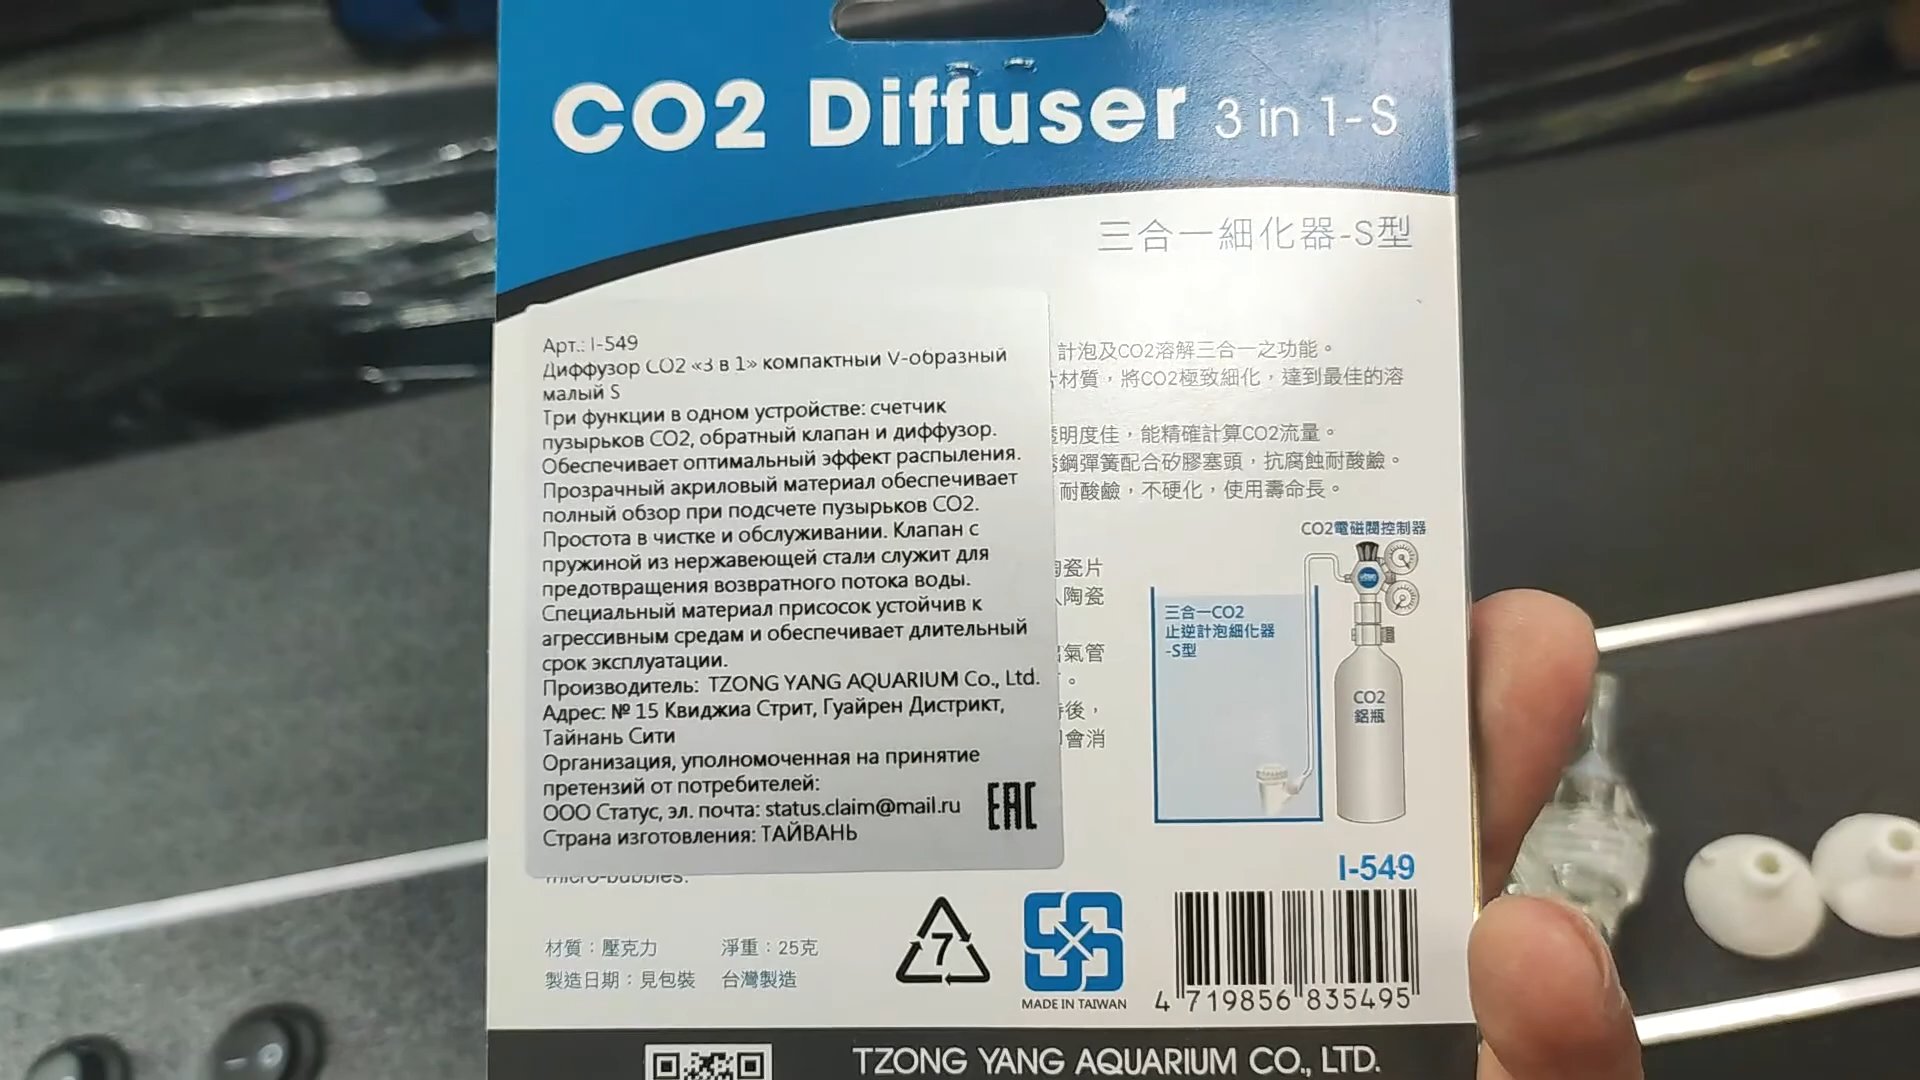 CO2 Diffuser 3 in 1-S
三合一細化器-S型
Арт.: I-549
Диффузор CO2 «3 в 1» компактный V-образный
малый S
Три функции в одном устройстве: счетчик
пузырьков CO2, обратный клапан и диффузор.
Обеспечивает оптимальный эффект распыления.
Прозрачный акриловый материал обеспечивает
полный обзор при подсчете пузырьков CO2.
Простота в чистке и обслуживании. Клапан с
пружиной из нержавеющей стали служит для
предотвращения возвратного потока воды.
Специальный материал присосок устойчив к
агрессивным средам и обеспечивает длительный
срок эксплуатации.
Производитель: TZONG YANG AQUARIUM Co., Ltd.
Адрес: № 15 Квиджиа Стрит, Гуайрен Дистрикт,
Тайнань Сити
Организация, уполномоченная на принятие
претензий от потребителей:
ООО Статус, эл. почта: status.claim@mail.ru
Страна изготовления: ТАЙВАНЬ
EAC
計泡及CO2溶解三合一之功能。
材質，將CO2極致細化，達到最佳的溶
明度佳，能精確計算CO2流量。
鋼彈簧配合矽膠塞頭，抗腐蝕耐酸鹼。
耐酸鹼，不硬化，使用壽命長。
瓷片
陶瓷
氣管
。
後，
會消
CO2電磁閥控制器
三合一CO2
止逆計泡細化器
-S型
CO2
鋁瓶
micro-bubbles.
I-549
材質：壓克力 淨重：25克
製造日期：見包裝 台灣製造
7
MADE IN TAIWAN
4 719856 835495
TZONG YANG AQUARIUM CO., LTD.